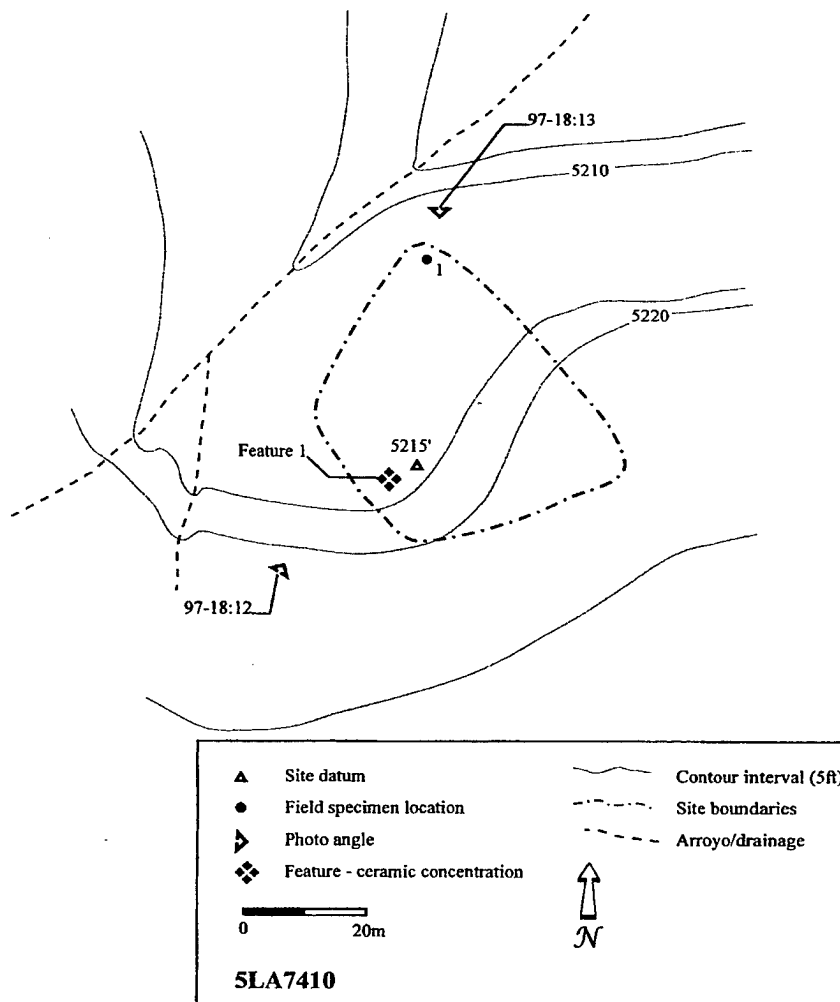 97-18:13
5210
1
5220
5215'
Feature 1
97-18:12
Site datum
Field specimen location
Photo angle
Feature - ceramic concentration
0 20m
5LA7410
Contour interval (5ft)
Site boundaries
Arroyo/drainage
N